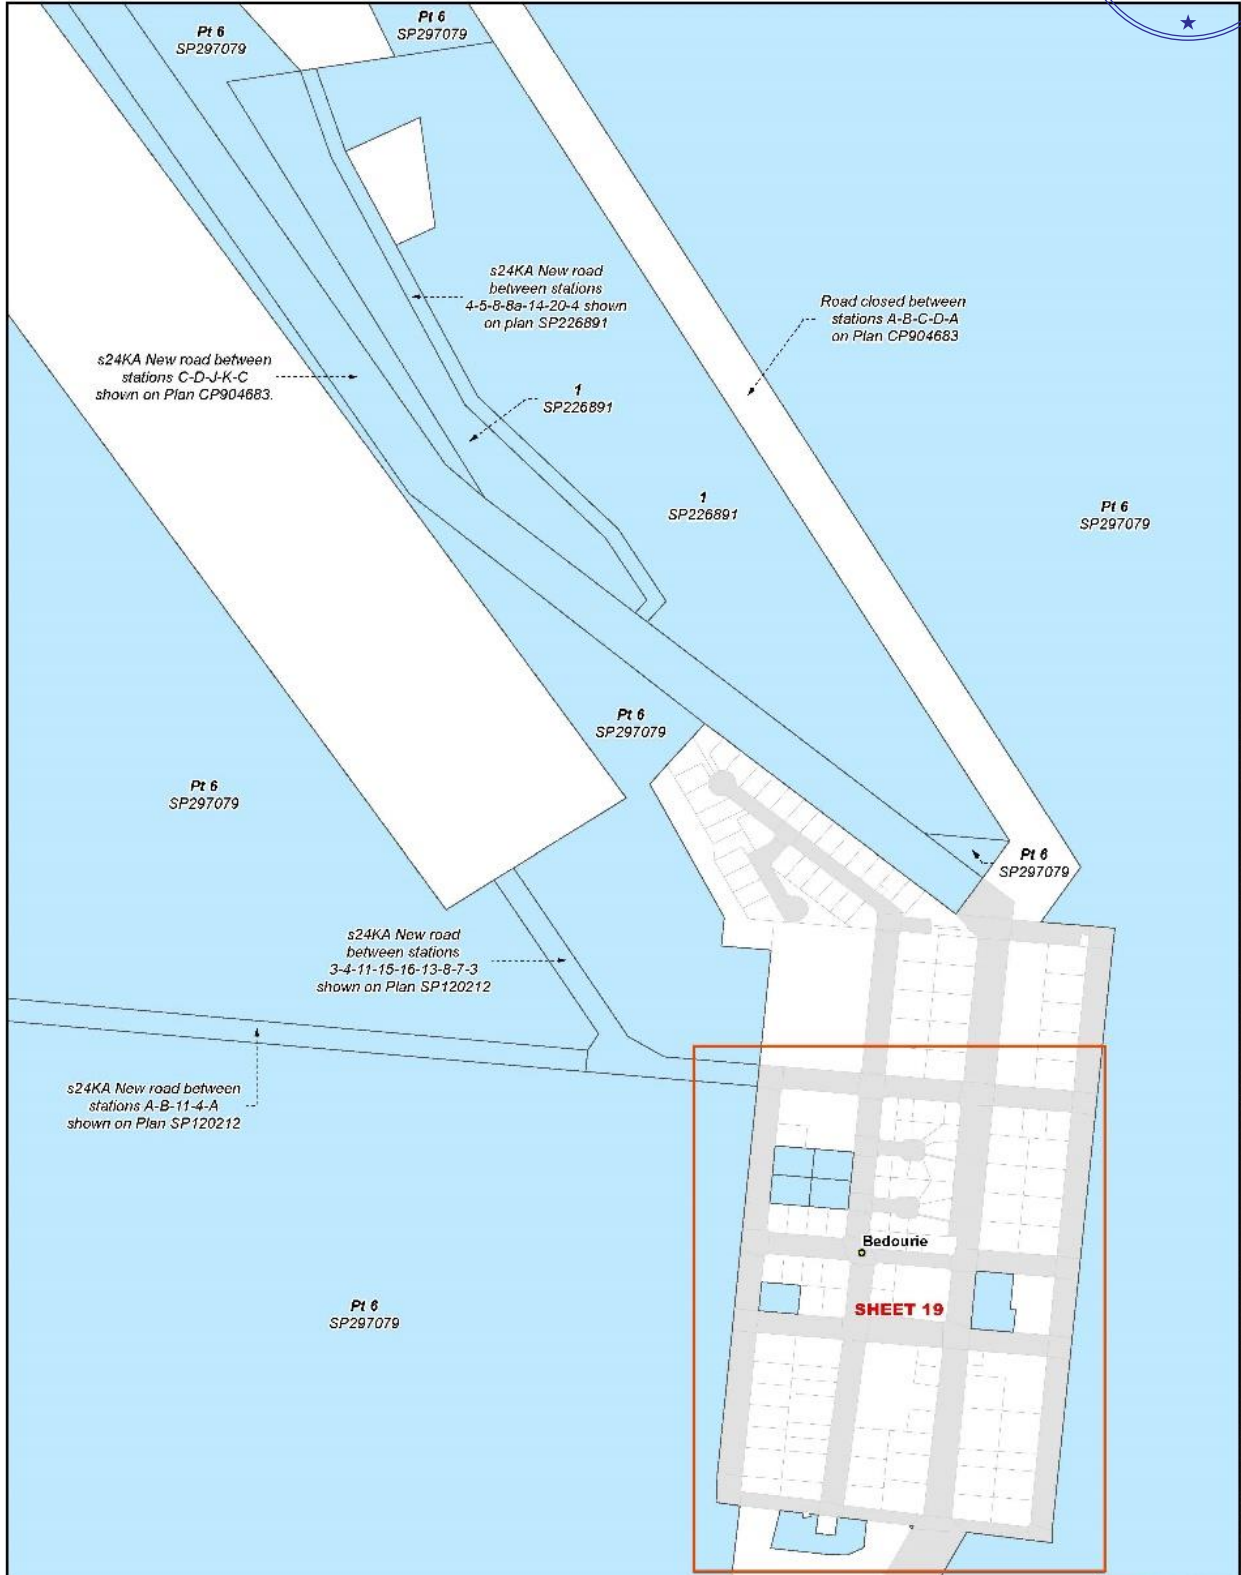 Pt 6
SP297079
Pt 6
SP297079
s24KA New road
between stations
4-5-8-8a-14-20-4 shown
on plan SP226891
Road closed between
stations A-B-C-D-A
on Plan CP904683
s24KA New road between
stations C-D-J-K-C
shown on Plan CP904683.
1
SP226891
1
SP226891
Pt 6
SP297079
Pt 6
SP297079
Pt 6
SP297079
Pt 6
SP297079
s24KA New road
between stations
3-4-11-15-16-13-8-7-3
shown on Plan SP120212
s24KA New road between
stations A-B-11-4-A
shown on Plan SP120212
Bedourie
Pt 6
SP297079
SHEET 19